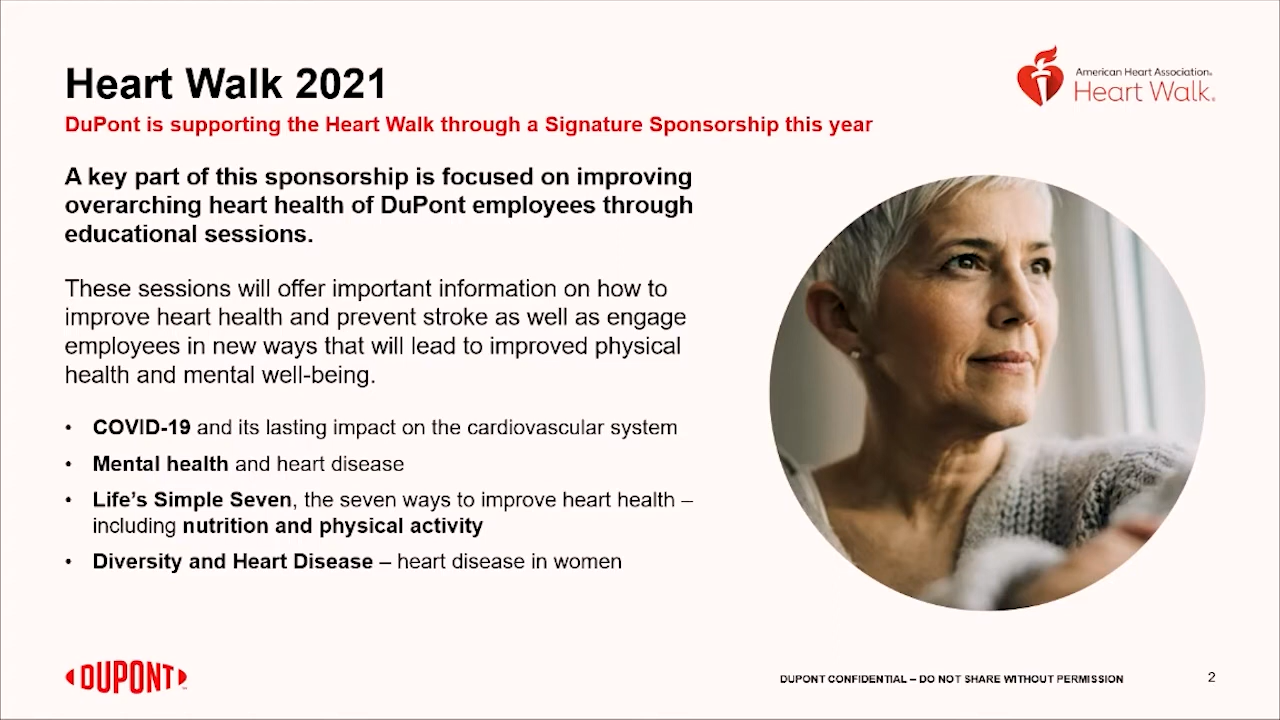 Heart Walk 2021
DuPont is supporting the Heart Walk through a Signature Sponsorship this year
American Heart Association®
Heart Walk®
A key part of this sponsorship is focused on improving
overarching heart health of DuPont employees through
educational sessions.
These sessions will offer important information on how to
improve heart health and prevent stroke as well as engage
employees in new ways that will lead to improved physical
health and mental well-being.
• COVID-19 and its lasting impact on the cardiovascular system
• Mental health and heart disease
• Life’s Simple Seven, the seven ways to improve heart health –
including nutrition and physical activity
• Diversity and Heart Disease – heart disease in women
DUPONT
DUPONT CONFIDENTIAL – DO NOT SHARE WITHOUT PERMISSION
2